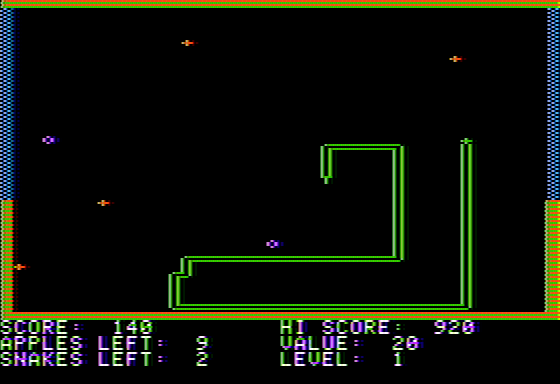 SCORE: 140 HI SCORE: 920
APPLES LEFT: 9 VALUE: 20
SNAKES LEFT: 2 LEVEL: 1